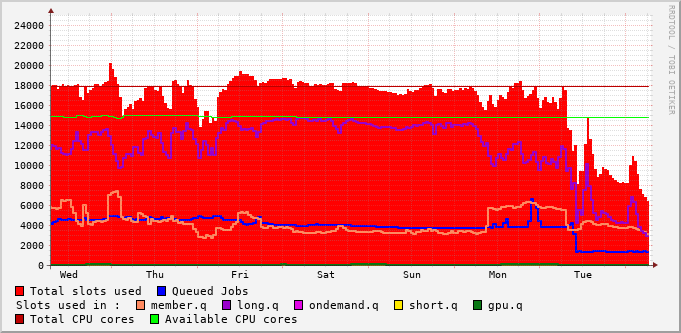 24000
22000
20000
18000
16000
14000
12000
10000
8000
6000
4000
2000
0
Wed Thu Fri Sat Sun Mon Tue
Total slots used Queued Jobs
Slots used in : member.q long.q ondemand.q short.q gpu.q
Total CPU cores Available CPU cores
RRDTOOL / TOBI OETIKER